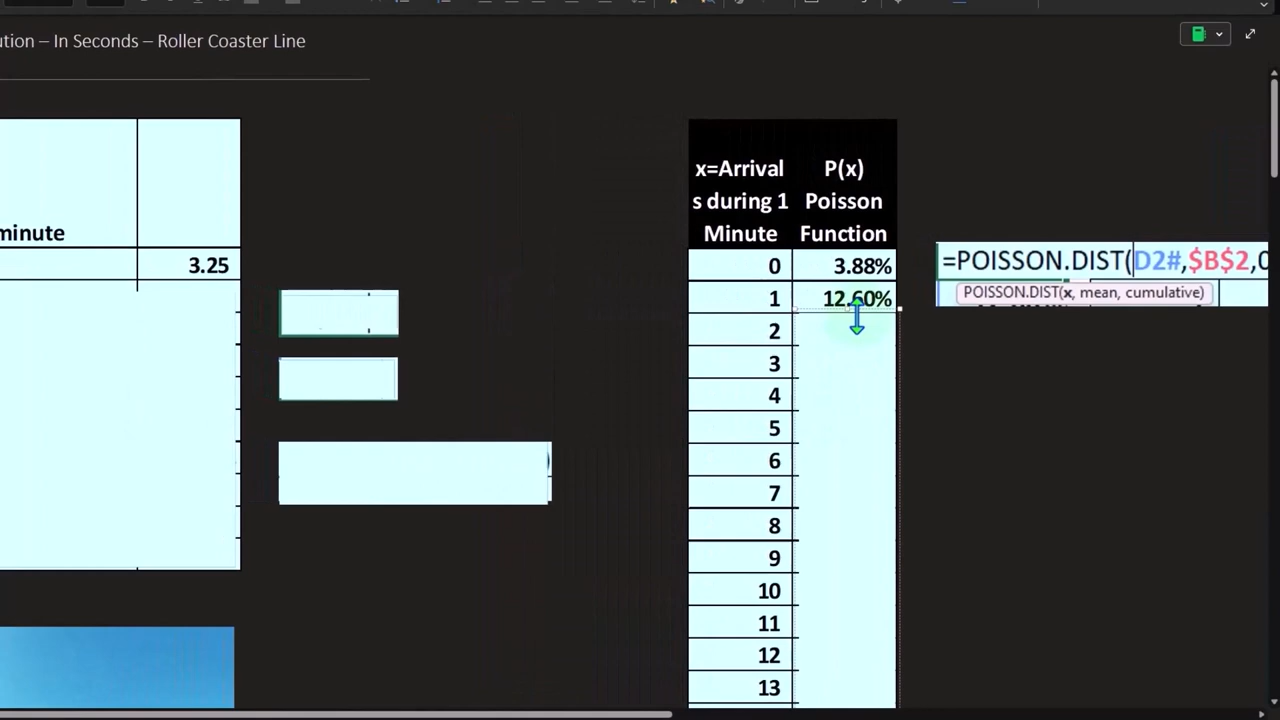 ution – In Seconds – Roller Coaster Line
minute
3.25
x=Arrival
s during 1
Minute
P(x)
Poisson
Function
0 3.88%
1 12.60%
2
3
4
5
6
7
8
9
10
11
12
13
=POISSON.DIST(D2#,$B$2,0
POISSON.DIST(x, mean, cumulative)